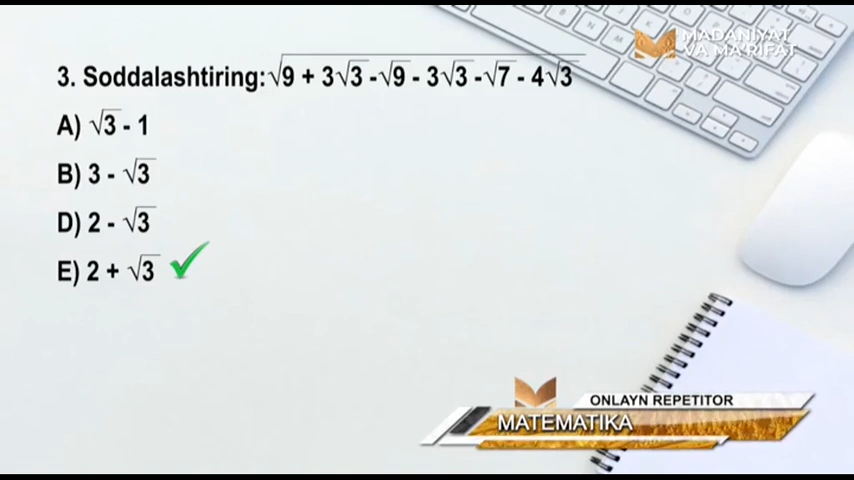 MADANIYAT
VA MA'RIFAT
3. Soddalashtiring:√9 + 3√3 -√9 - 3√3 -√7 - 4√3
A) √3 - 1
B) 3 - √3
D) 2 - √3
E) 2 + √3
ONLAYN REPETITOR
MATEMATIKA